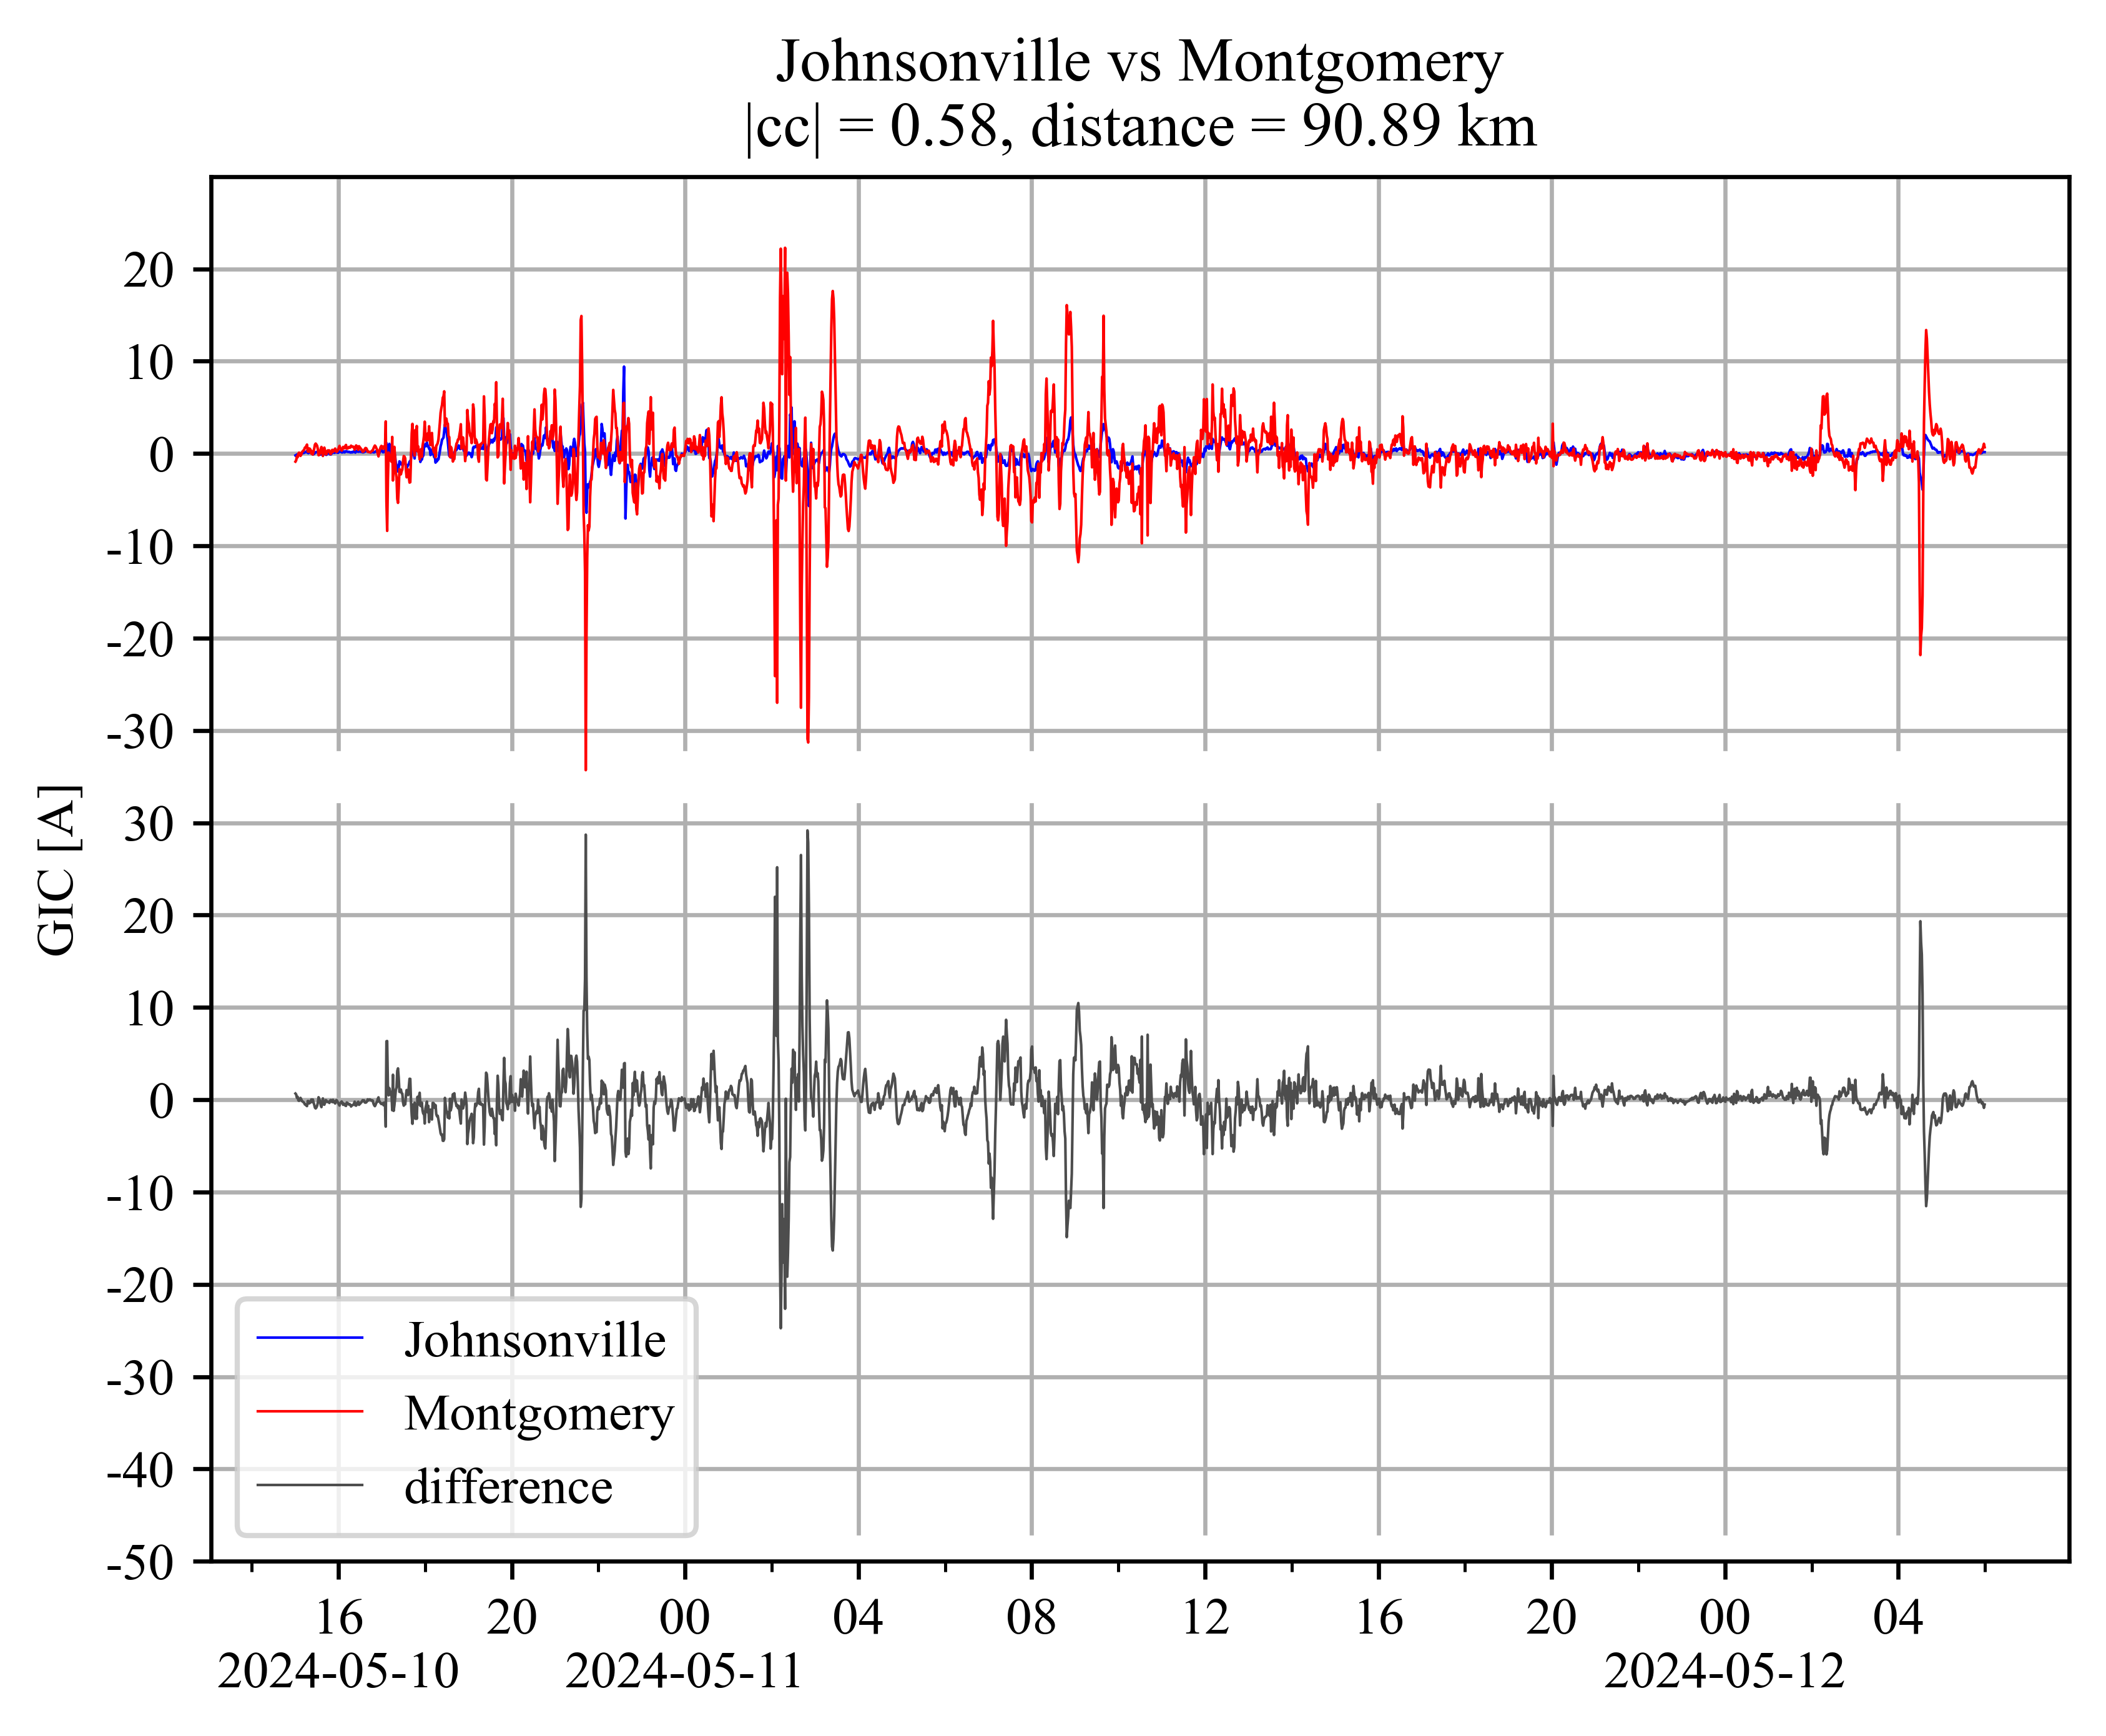 Johnsonville vs Montgomery
|cc| = 0.58, distance = 90.89 km
GIC [A]
20
10
0
-10
-20
-30
30
20
10
0
-10
-20
-30
-40
-50
Johnsonville
Montgomery
difference
16 20 00 04 08 12 16 20 00 04
2024-05-10 2024-05-11 2024-05-12